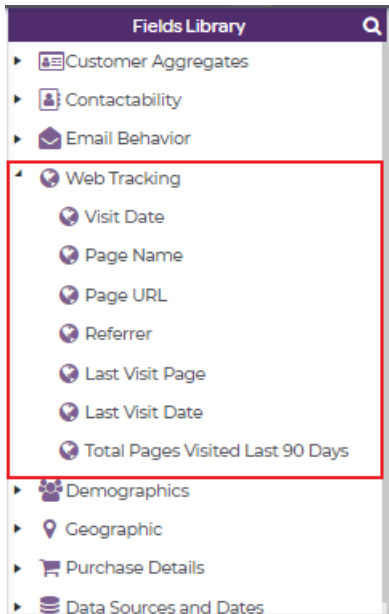 Fields Library
Customer Aggregates
Contactability
Email Behavior
Web Tracking
Visit Date
Page Name
Page URL
Referrer
Last Visit Page
Last Visit Date
Total Pages Visited Last 90 Days
Demographics
Geographic
Purchase Details
Data Sources and Dates